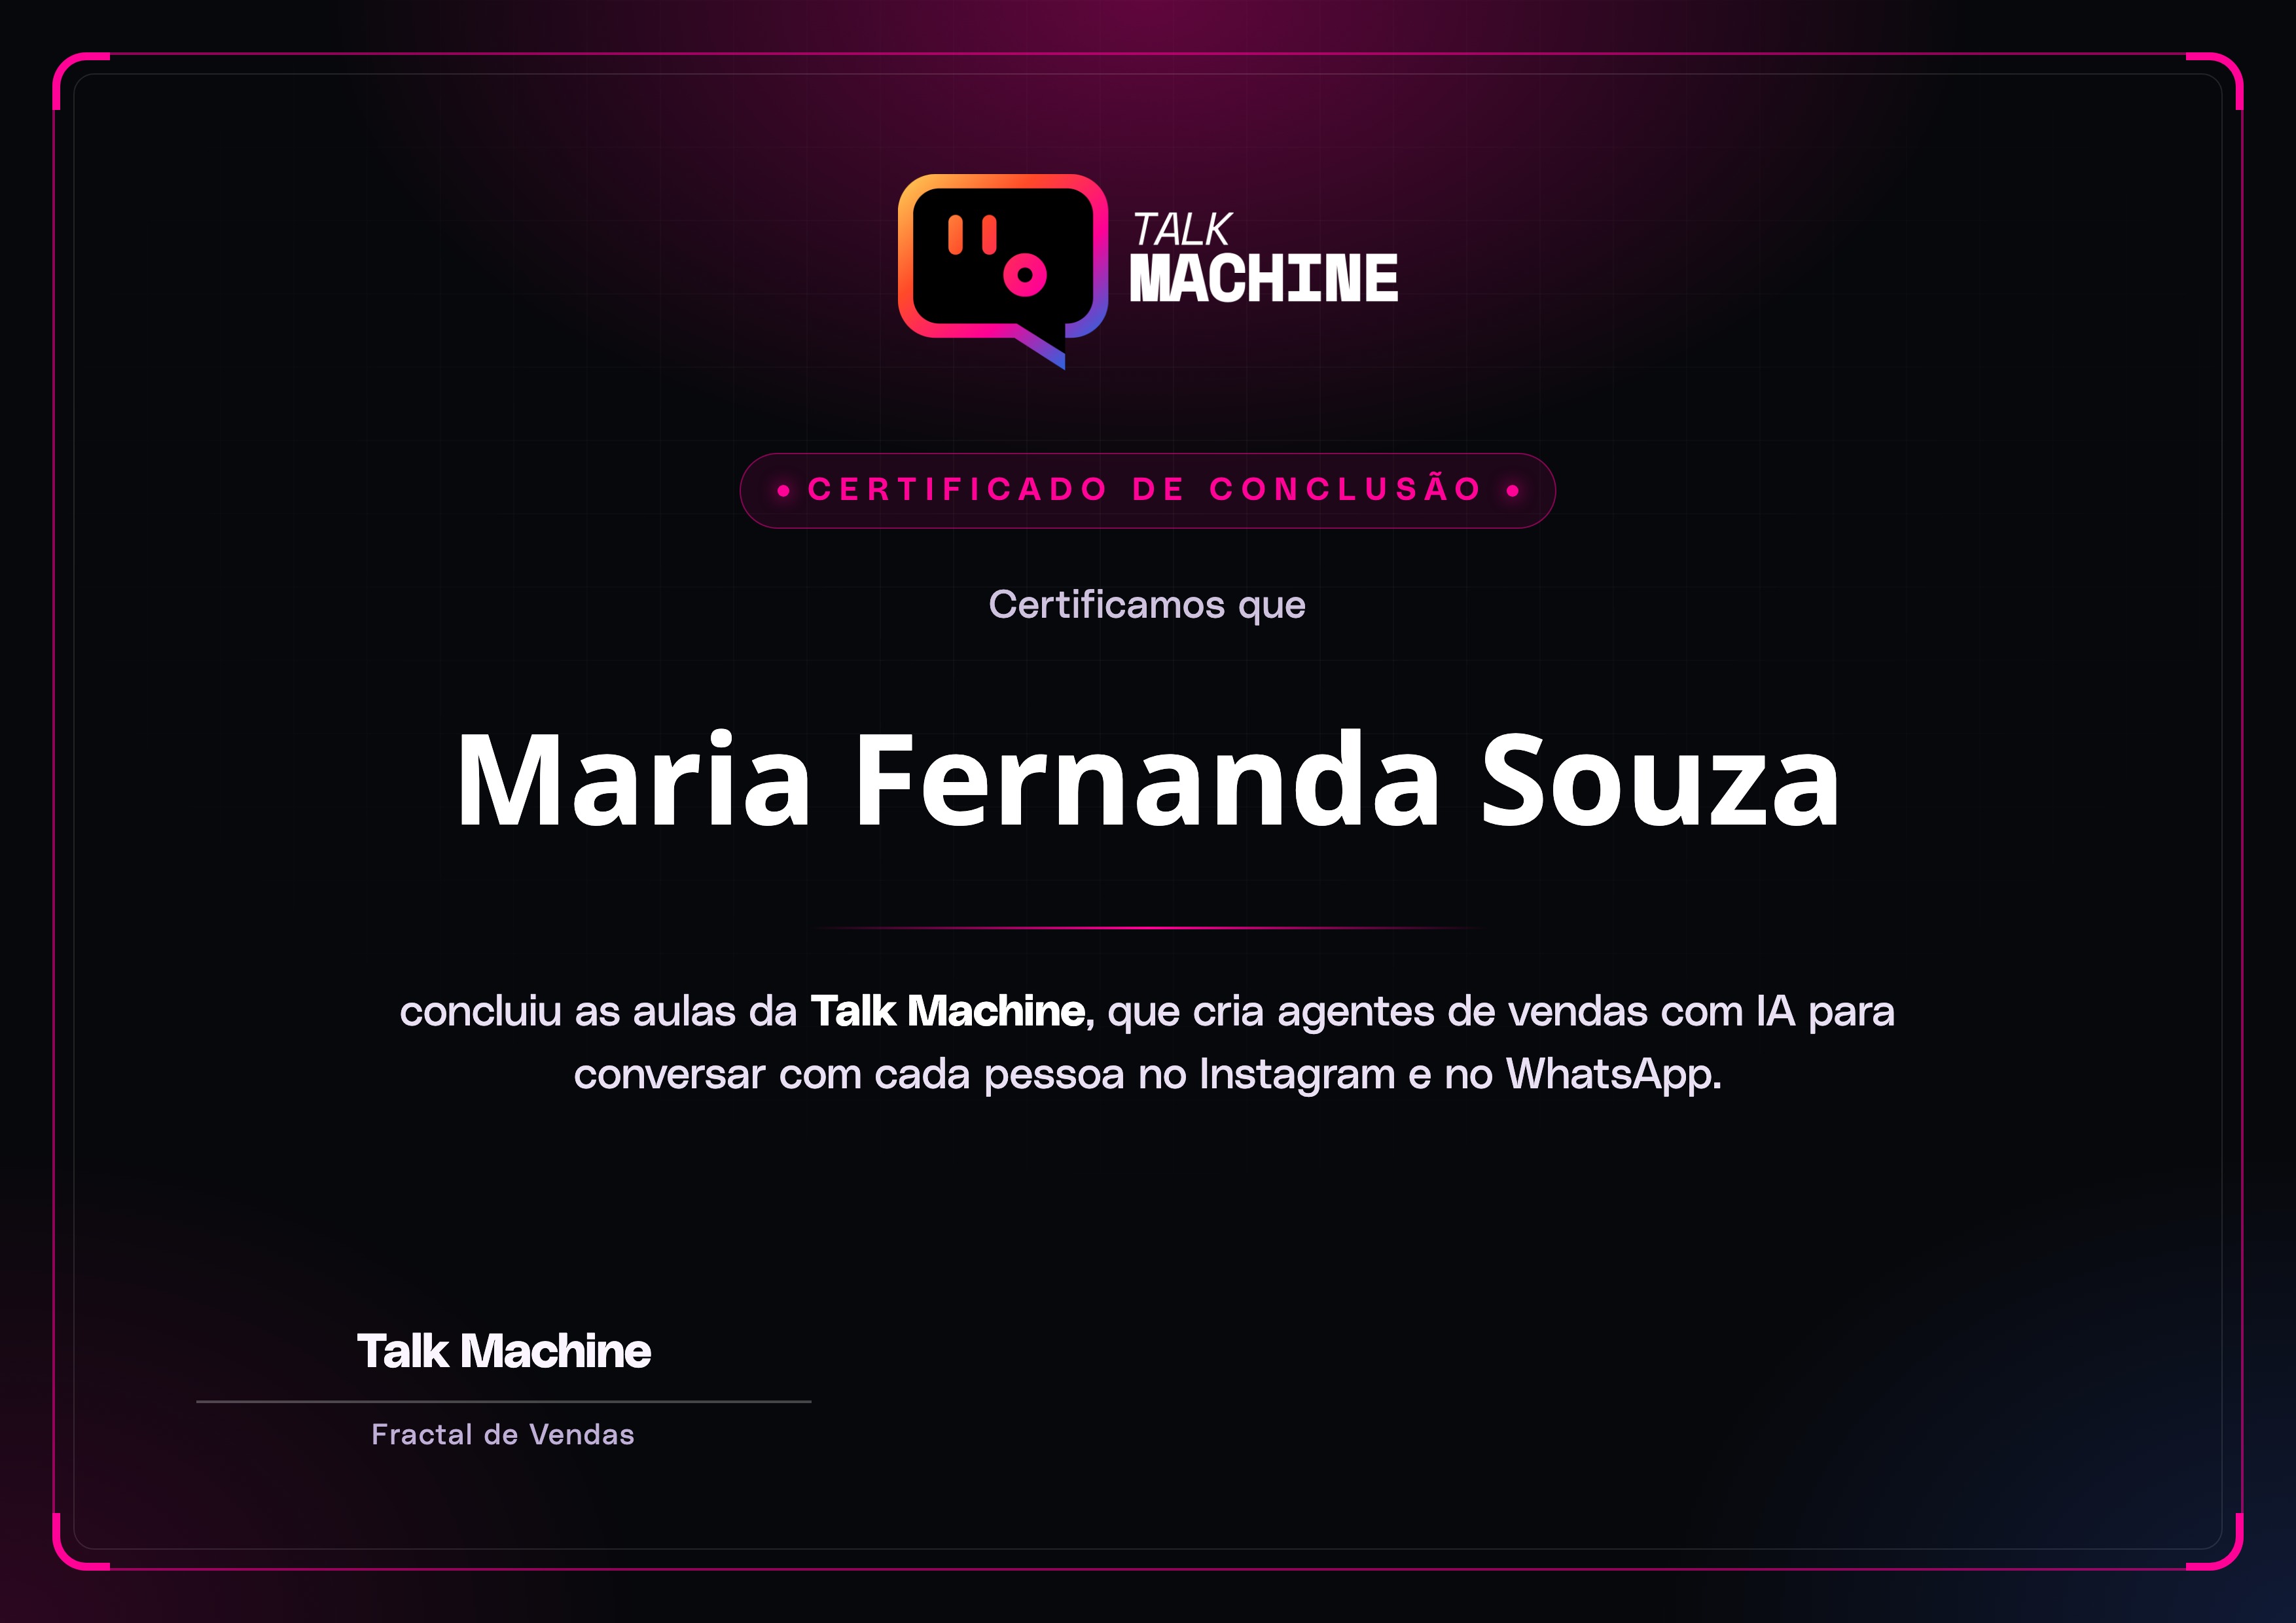 TALK
MACHINE
CERTIFICADO DE CONCLUSÃO
Certificamos que
Maria Fernanda Souza
concluiu as aulas da Talk Machine, que cria agentes de vendas com IA para
conversar com cada pessoa no Instagram e no WhatsApp.
Talk Machine
Fractal de Vendas